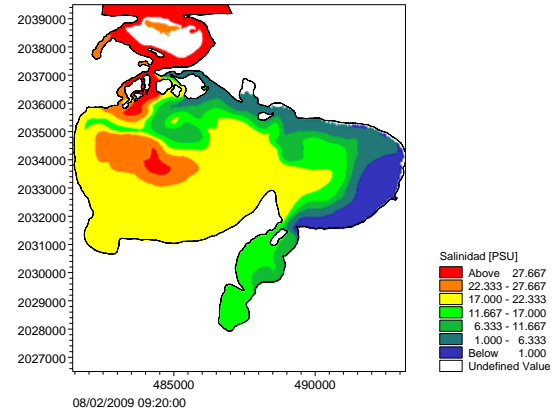 2039000
2038000
2037000
2036000
2035000
2034000
2033000
2032000
2031000
2030000
2029000
2028000
2027000
485000 490000
08/02/2009 09:20:00
Salinidad [PSU]
Above 27.667
22.333 - 27.667
17.000 - 22.333
11.667 - 17.000
6.333 - 11.667
1.000 - 6.333
Below 1.000
Undefined Value